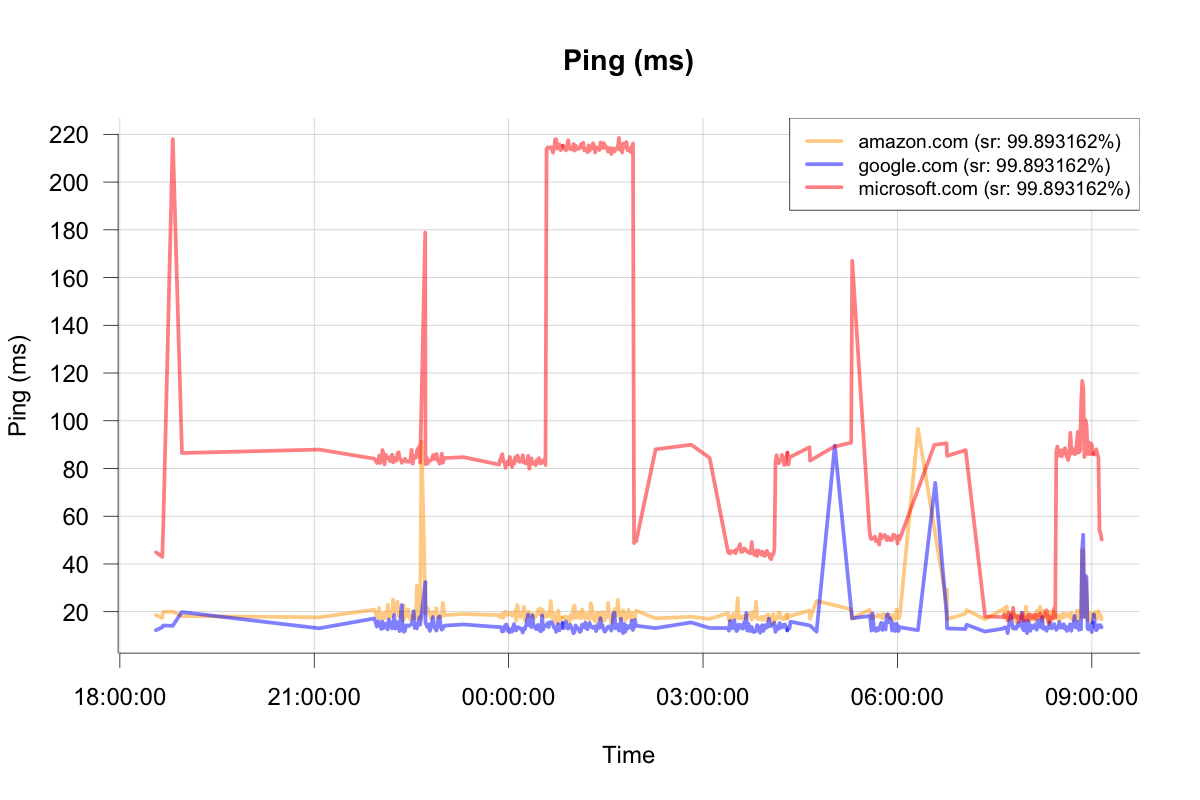 Ping (ms)
amazon.com (sr: 99.893162%)
google.com (sr: 99.893162%)
microsoft.com (sr: 99.893162%)
220
200
180
160
140
120
100
80
60
40
20
Ping (ms)
18:00:00 21:00:00 00:00:00 03:00:00 06:00:00 09:00:00
Time